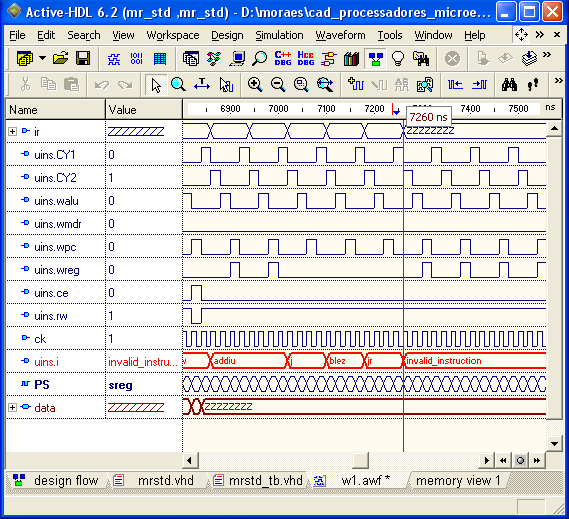 Active-HDL 6.2 (mr_std ,mr_std) - D:\moraes\cad_processadores_microe...
File Edit Search View Workspace Design Simulation Waveform Tools Help
C++ DBG HDL DBG
Name Value 6900 7000 7100 7200 7400 7500 ns
7260 ns
ir ZZZZZZZZ
uins.CY1 0
uins.CY2 1
uins.walu 0
uins.wmdr 0
uins.wpc 0
uins.wreg 0
uins.ce 0
uins.rw 1
ck 1
uins.i invalid_instru... addiu j blez jr invalid_instruction
PS sreg
data ZZZZZZZZ
design flow mrstd.vhd mrstd_tb.vhd w1.awf * memory view 1